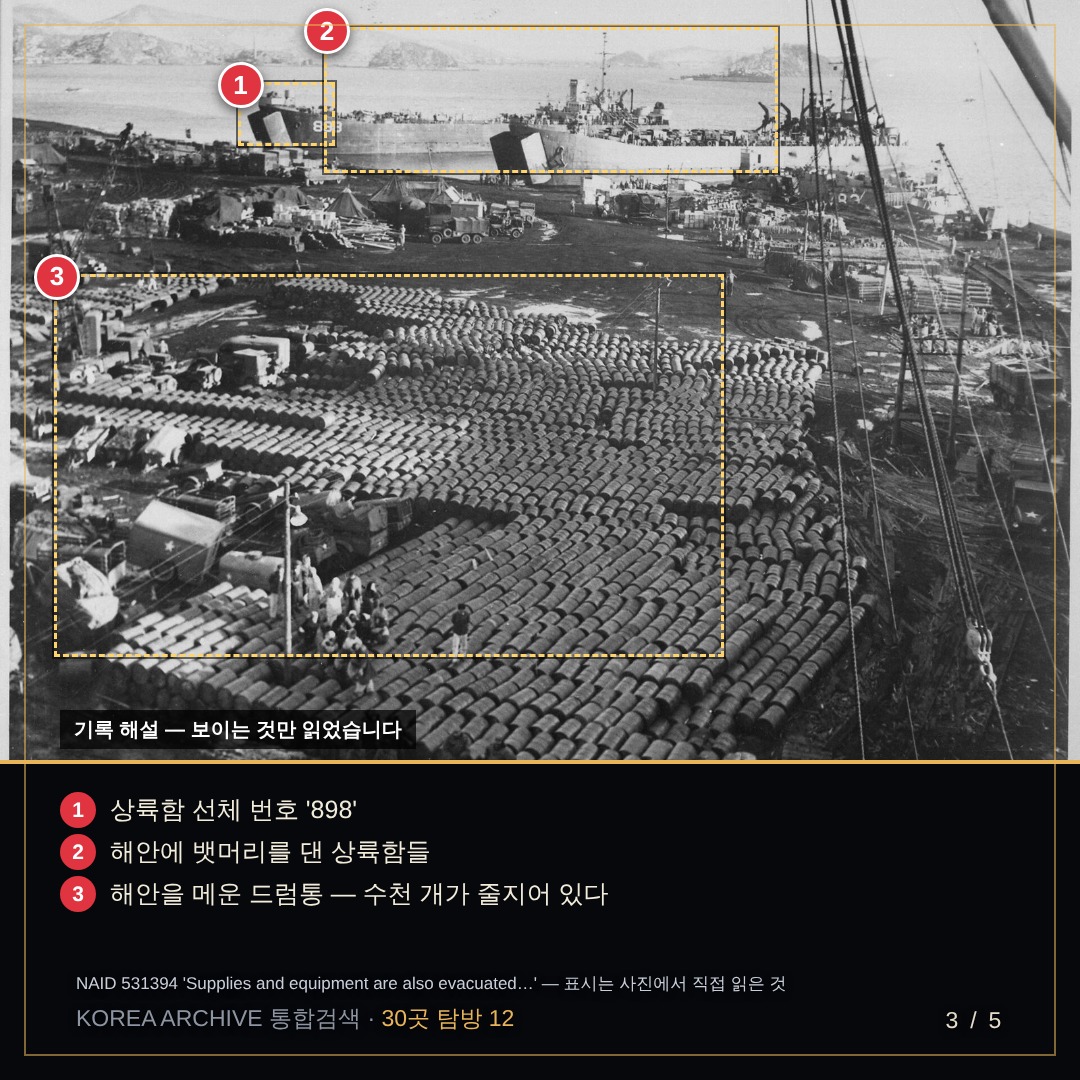 2
1
898
3
기록 해설 — 보이는 것만 읽었습니다
1 상륙함 선체 번호 '898'
2 해안에 뱃머리를 댄 상륙함들
3 해안을 메운 드럼통 — 수천 개가 줄지어 있다
NAID 531394 'Supplies and equipment are also evacuated…' — 표시는 사진에서 직접 읽은 것
KOREA ARCHIVE 통합검색 · 30곳 탐방 12
3 / 5